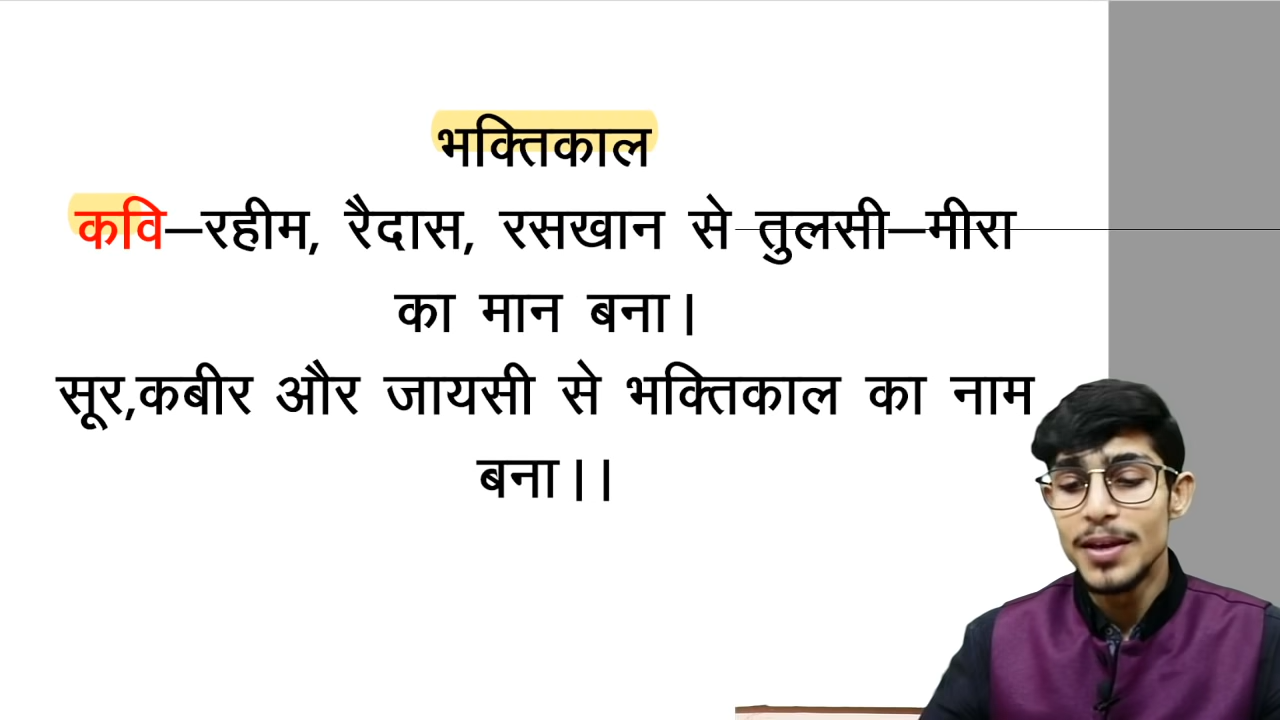 भक्तिकाल
कवि–रहीम, रैदास, रसखान से तुलसी–मीरा
का मान बना।
सूर,कबीर और जायसी से भक्तिकाल का नाम
बना।।